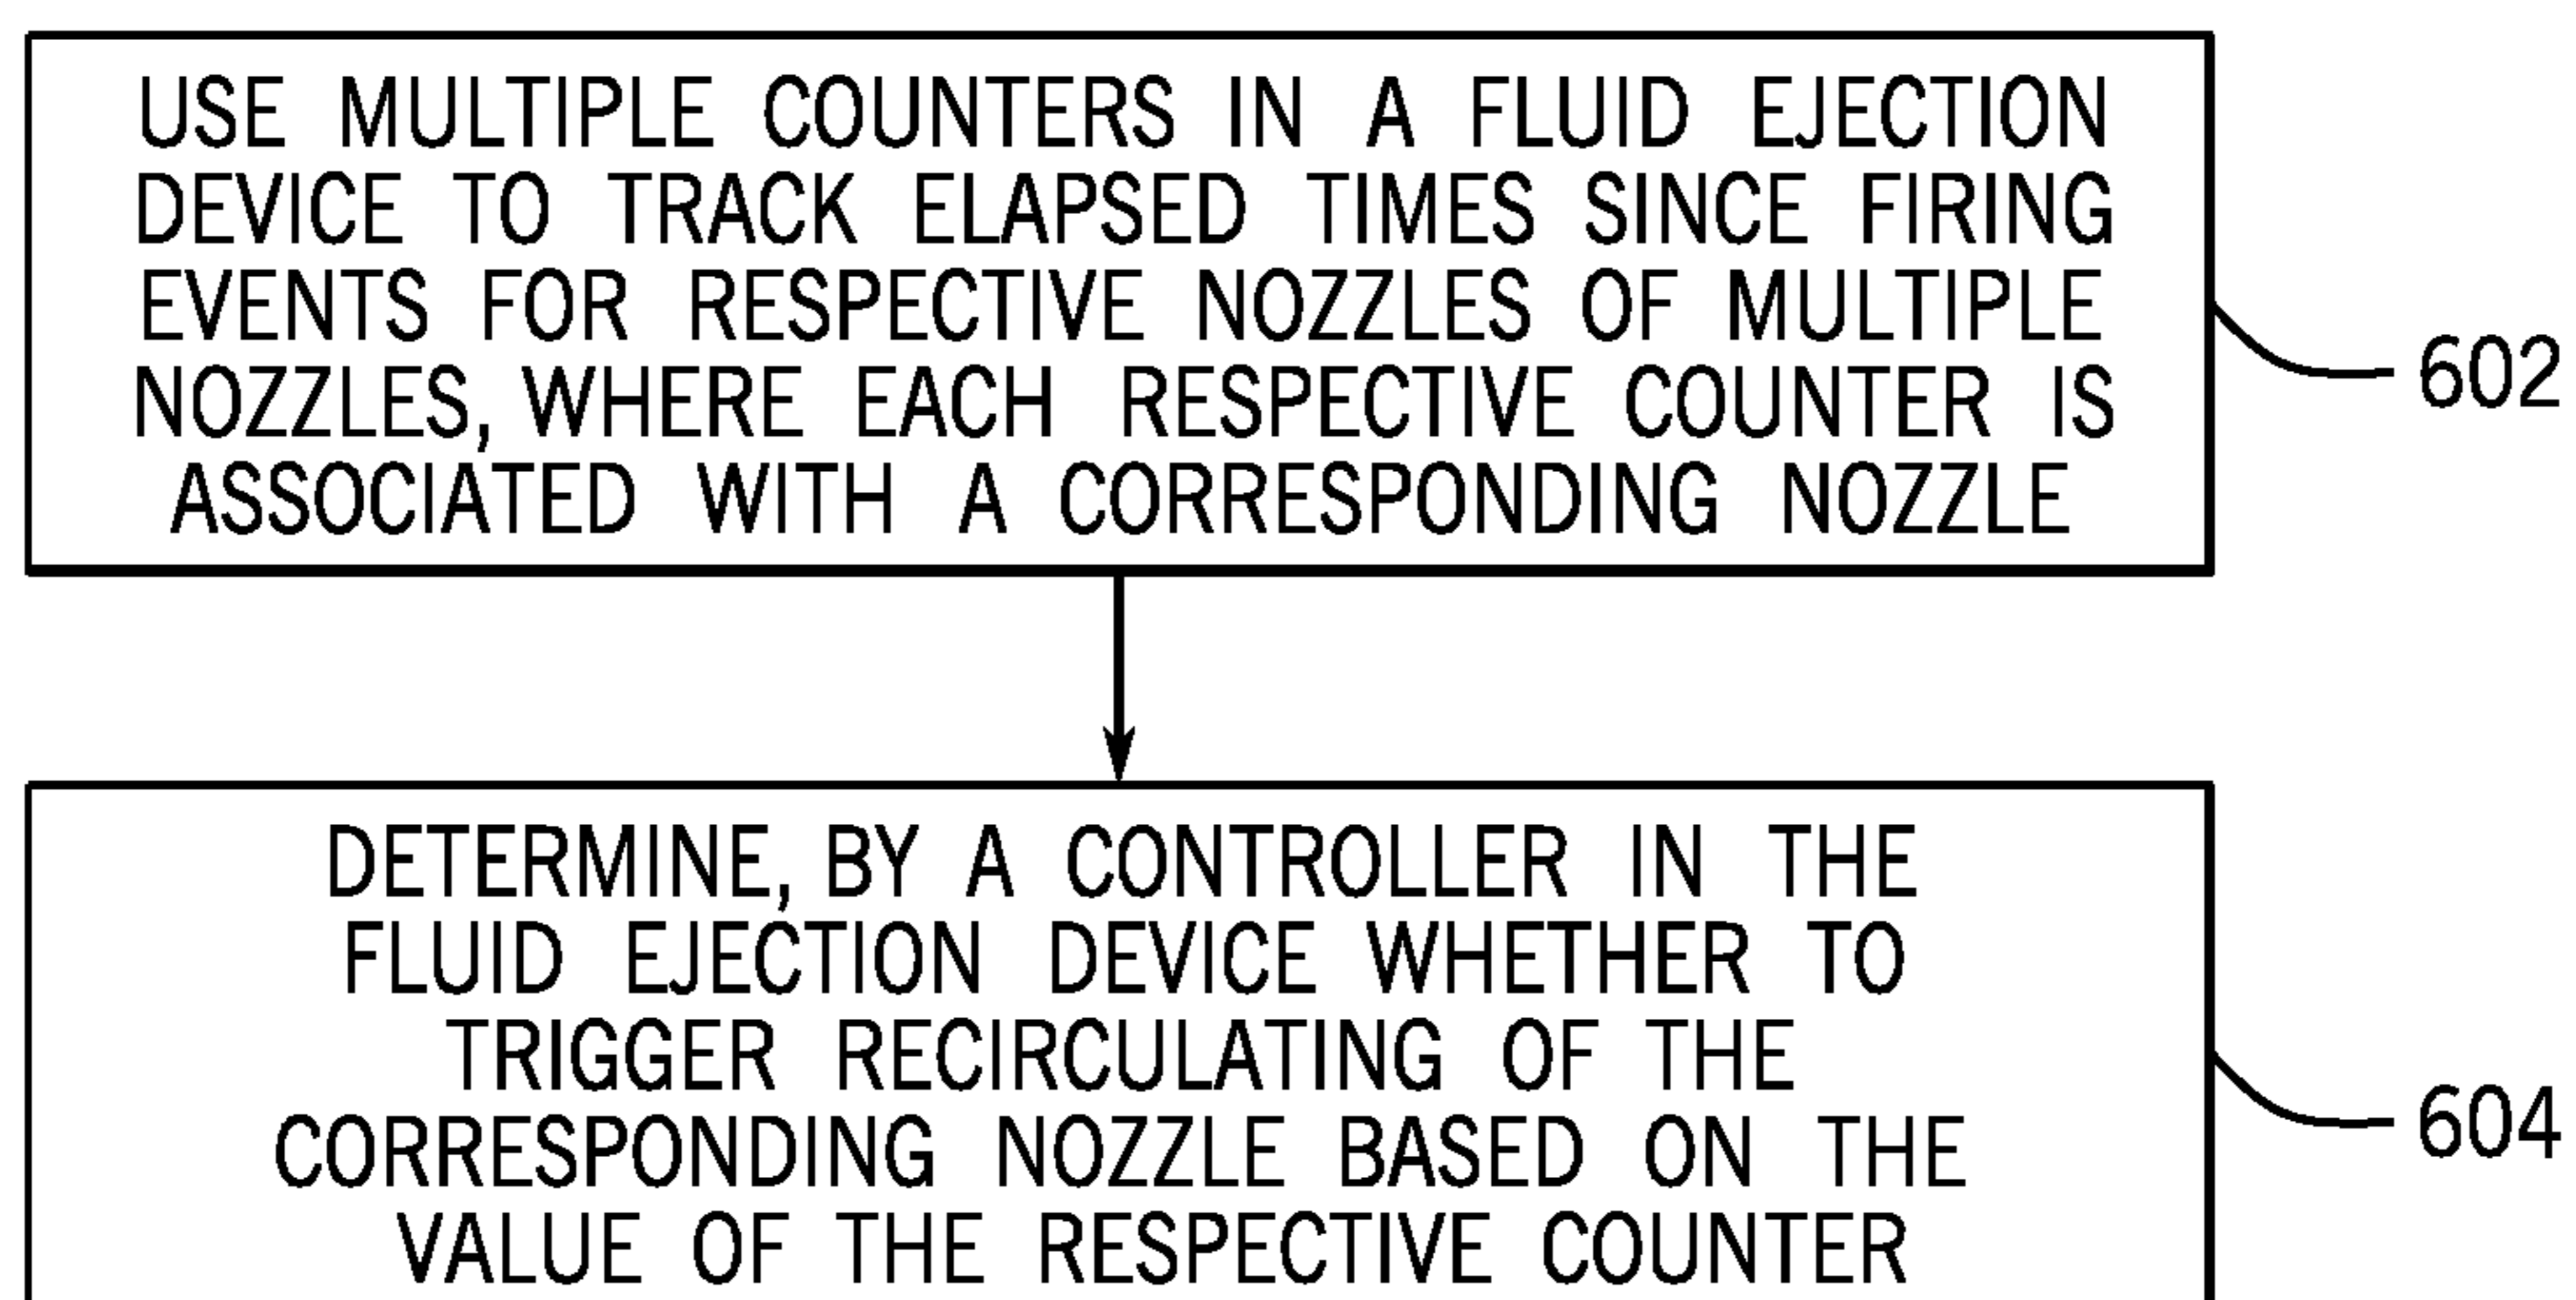 USE MULTIPLE COUNTERS IN A FLUID EJECTION
DEVICE TO TRACK ELAPSED TIMES SINCE FIRING
EVENTS FOR RESPECTIVE NOZZLES OF MULTIPLE
NOZZLES, WHERE EACH RESPECTIVE COUNTER IS
ASSOCIATED WITH A CORRESPONDING NOZZLE
602
DETERMINE, BY A CONTROLLER IN THE
FLUID EJECTION DEVICE WHETHER TO
TRIGGER RECIRCULATING OF THE
CORRESPONDING NOZZLE BASED ON THE
VALUE OF THE RESPECTIVE COUNTER
604